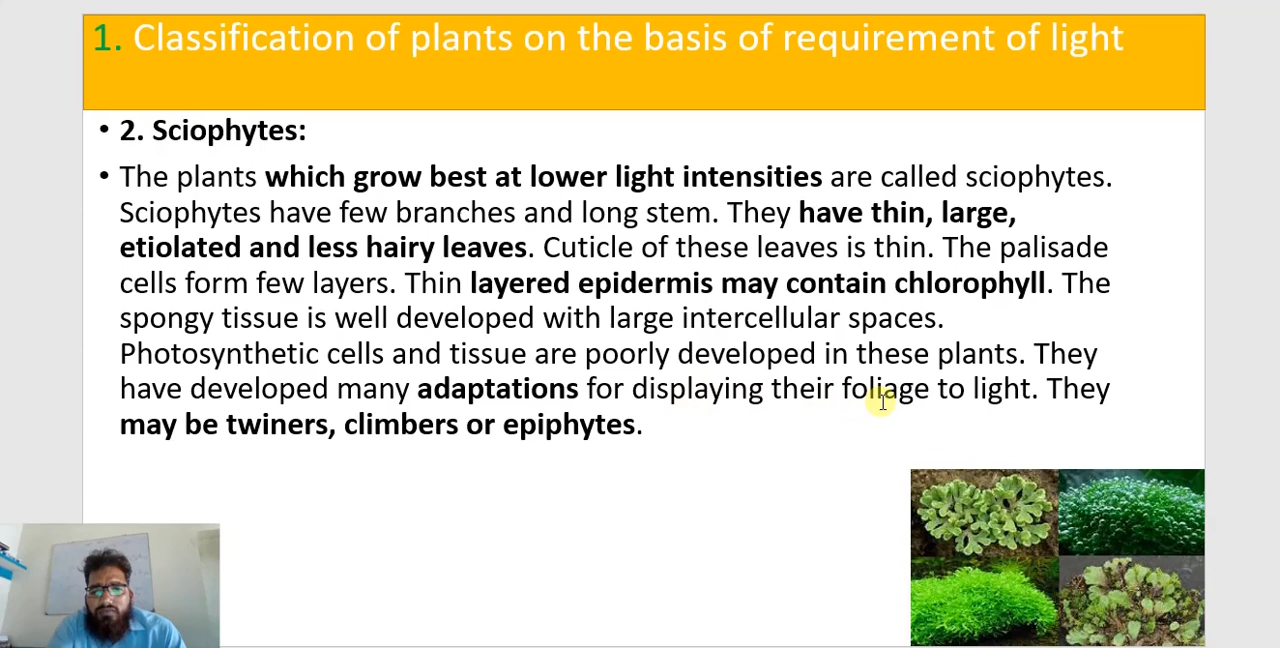 1. Classification of plants on the basis of requirement of light
• 2. Sciophytes:
• The plants which grow best at lower light intensities are called sciophytes.
Sciophytes have few branches and long stem. They have thin, large,
etiolated and less hairy leaves. Cuticle of these leaves is thin. The palisade
cells form few layers. Thin layered epidermis may contain chlorophyll. The
spongy tissue is well developed with large intercellular spaces.
Photosynthetic cells and tissue are poorly developed in these plants. They
have developed many adaptations for displaying their foliage to light. They
may be twiners, climbers or epiphytes.